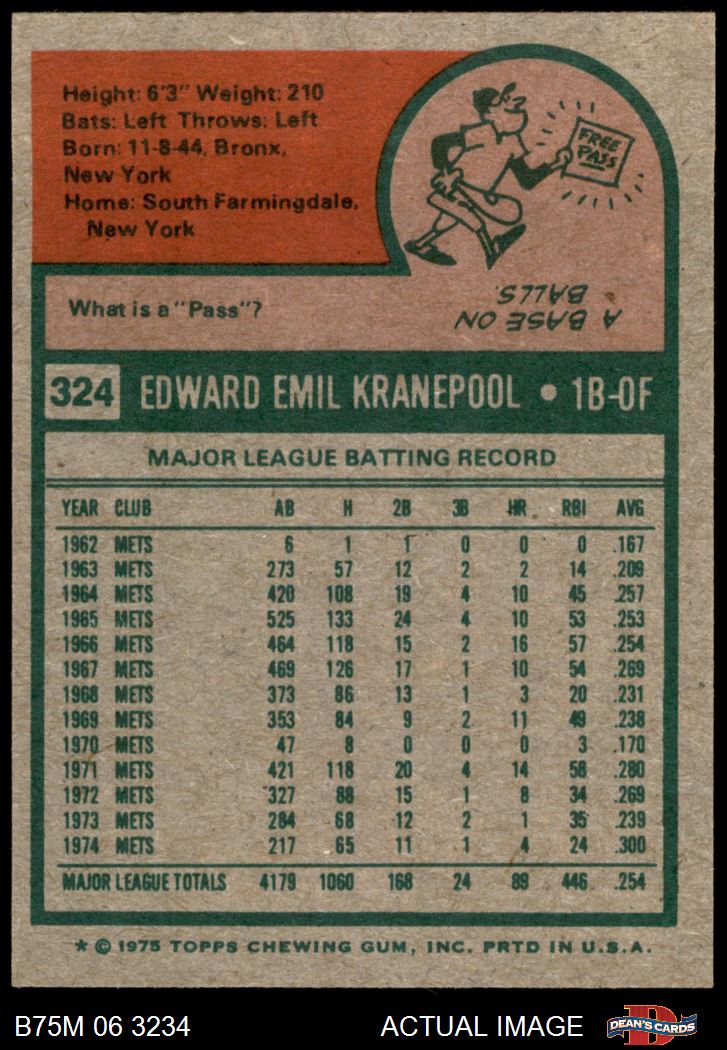 Height: 6'3" Weight: 210
Bats: Left Throws: Left
Born: 11-8-44, Bronx,
New York
Home: South Farmingdale,
New York
FREE
PASS
What is a "Pass"?
A BASE ON
BALLS.
324 EDWARD EMIL KRANEPOOL • 1B-OF
MAJOR LEAGUE BATTING RECORD
YEAR CLUB AB H 2B 3B HR RBI AVG
1962 METS 6 1 1 0 0 0 .167
1963 METS 273 57 12 2 2 14 .209
1964 METS 420 108 19 4 10 45 .257
1965 METS 525 133 24 4 10 53 .253
1966 METS 464 118 15 2 16 57 .254
1967 METS 469 126 17 1 10 54 .269
1968 METS 373 86 13 1 3 20 .231
1969 METS 353 84 9 2 11 49 .238
1970 METS 47 8 0 0 0 3 .170
1971 METS 421 118 20 4 14 58 .280
1972 METS 327 88 15 1 8 34 .269
1973 METS 284 68 12 2 1 35 .239
1974 METS 217 65 11 1 4 24 .300
MAJOR LEAGUE TOTALS 4179 1060 168 24 89 446 .254
* © 1975 TOPPS CHEWING GUM, INC. PRTD IN U.S.A.
B75M 06 3234 ACTUAL IMAGE DEAN'S CARDS